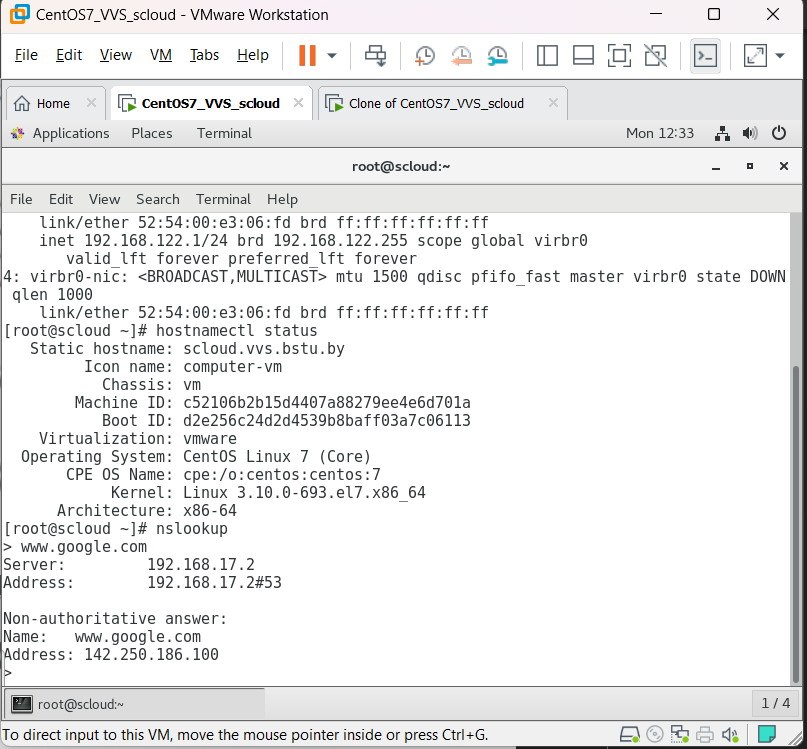 CentOS7_VVS_scloud - VMware Workstation
File Edit View VM Tabs Help
Home CentOS7_VVS_scloud Clone of CentOS7_VVS_scloud
Applications Places Terminal Mon 12:33
root@scloud:~
File Edit View Search Terminal Help
    link/ether 52:54:00:e3:06:fd brd ff:ff:ff:ff:ff:ff
    inet 192.168.122.1/24 brd 192.168.122.255 scope global virbr0
       valid_lft forever preferred_lft forever
4: virbr0-nic: <BROADCAST,MULTICAST> mtu 1500 qdisc pfifo_fast master virbr0 state DOWN
 qlen 1000
    link/ether 52:54:00:e3:06:fd brd ff:ff:ff:ff:ff:ff
[root@scloud ~]# hostnamectl status
   Static hostname: scloud.vvs.bstu.by
         Icon name: computer-vm
           Chassis: vm
        Machine ID: c52106b2b15d4407a88279ee4e6d701a
           Boot ID: d2e256c24d2d4539b8baff03a7c06113
    Virtualization: vmware
  Operating System: CentOS Linux 7 (Core)
       CPE OS Name: cpe:/o:centos:centos:7
            Kernel: Linux 3.10.0-693.el7.x86_64
      Architecture: x86-64
[root@scloud ~]# nslookup
> www.google.com
Server:         192.168.17.2
Address:        192.168.17.2#53

Non-authoritative answer:
Name:   www.google.com
Address: 142.250.186.100
>
root@scloud:~ 1 / 4
To direct input to this VM, move the mouse pointer inside or press Ctrl+G.